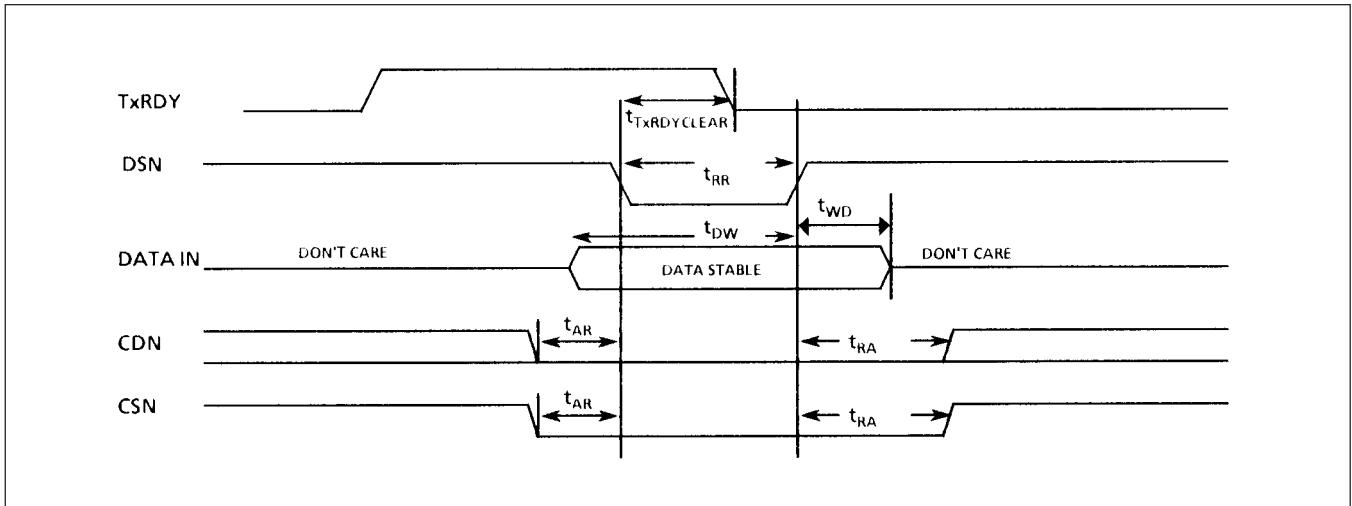 TxRDY
tTxRDYCLEAR
DSN
tRR
tWD
tDW
DATA IN
DON'T CARE
DATA STABLE
DON'T CARE
CDN
tAR
tRA
CSN
tAR
tRA